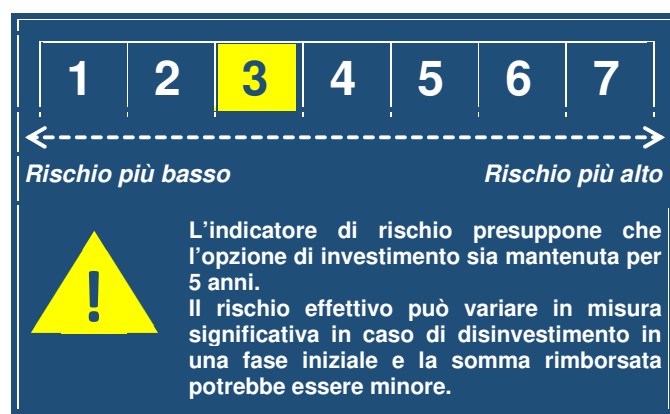 1 2 3 4 5 6 7
Rischio più basso Rischio più alto
!
L'indicatore di rischio presuppone che
l'opzione di investimento sia mantenuta per
5 anni.
Il rischio effettivo può variare in misura
significativa in caso di disinvestimento in
una fase iniziale e la somma rimborsata
potrebbe essere minore.